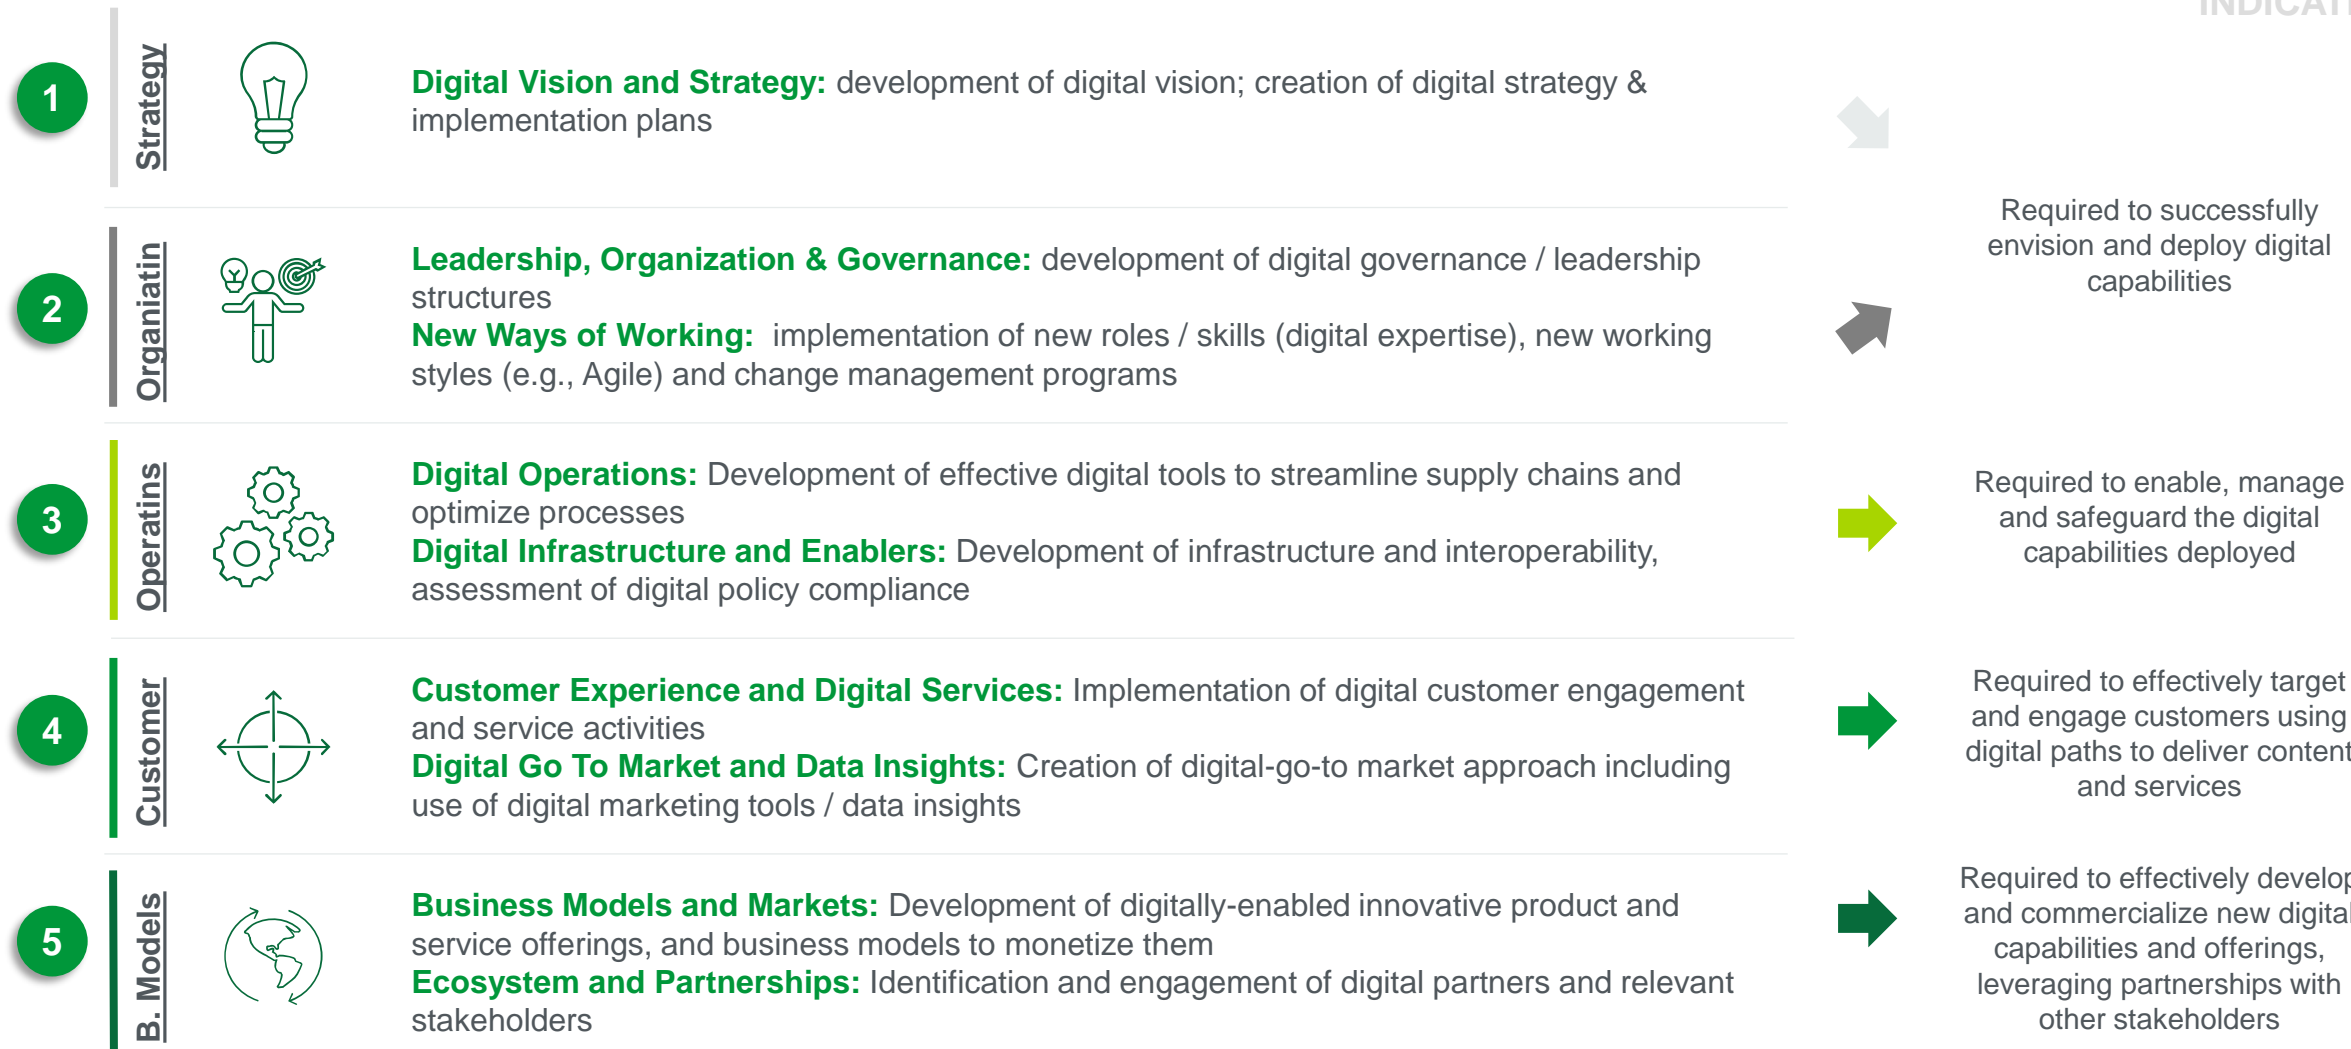 INDICATI
1
Strategy
Digital Vision and Strategy: development of digital vision; creation of digital strategy &
implementation plans
2
Organiatin
Leadership, Organization & Governance: development of digital governance / leadership
structures
New Ways of Working: implementation of new roles / skills (digital expertise), new working
styles (e.g., Agile) and change management programs
Required to successfully
envision and deploy digital
capabilities
3
Operatins
Digital Operations: Development of effective digital tools to streamline supply chains and
optimize processes
Digital Infrastructure and Enablers: Development of infrastructure and interoperability,
assessment of digital policy compliance
Required to enable, manage
and safeguard the digital
capabilities deployed
4
Customer
Customer Experience and Digital Services: Implementation of digital customer engagement
and service activities
Digital Go To Market and Data Insights: Creation of digital-go-to market approach including
use of digital marketing tools / data insights
Required to effectively target
and engage customers using
digital paths to deliver content
and services
5
B. Models
Business Models and Markets: Development of digitally-enabled innovative product and
service offerings, and business models to monetize them
Ecosystem and Partnerships: Identification and engagement of digital partners and relevant
stakeholders
Required to effectively develop
and commercialize new digital
capabilities and offerings,
leveraging partnerships with
other stakeholders